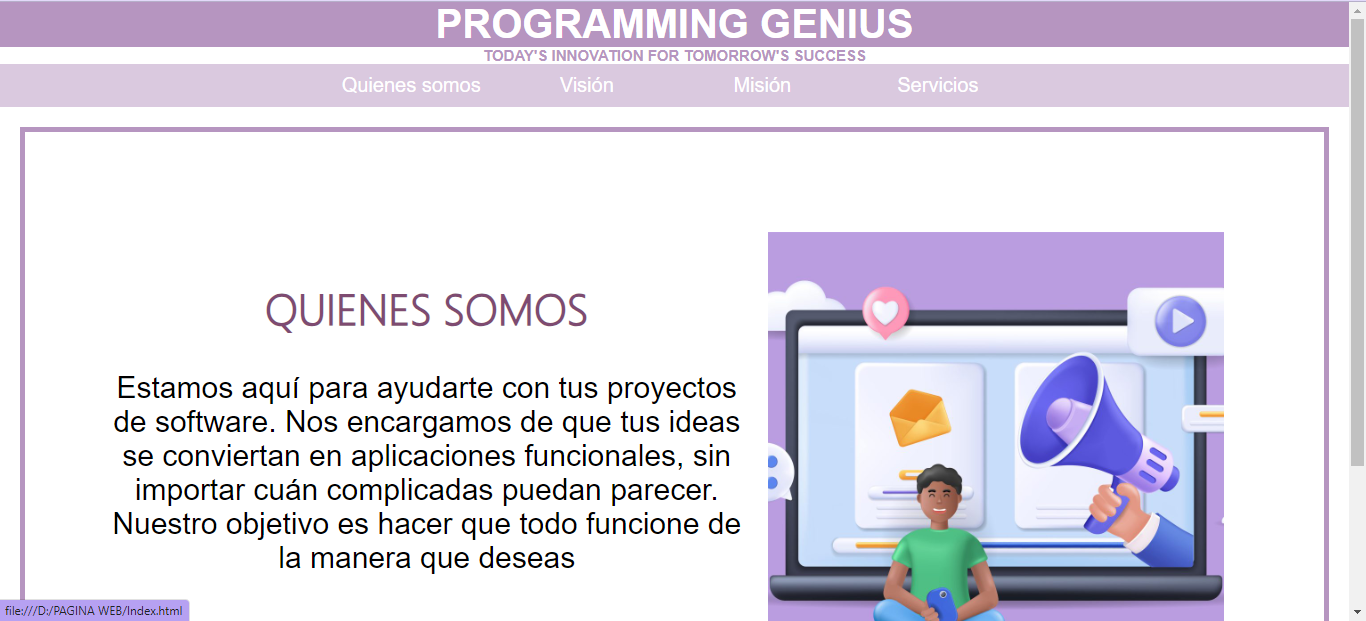 PROGRAMMING GENIUS
TODAY'S INNOVATION FOR TOMORROW'S SUCCESS
Quienes somos Visión Misión Servicios
QUIENES SOMOS
Estamos aquí para ayudarte con tus proyectos
de software. Nos encargamos de que tus ideas
se conviertan en aplicaciones funcionales, sin
importar cuán complicadas puedan parecer.
Nuestro objetivo es hacer que todo funcione de
la manera que deseas
file:///D:/PAGINA WEB/Index.html